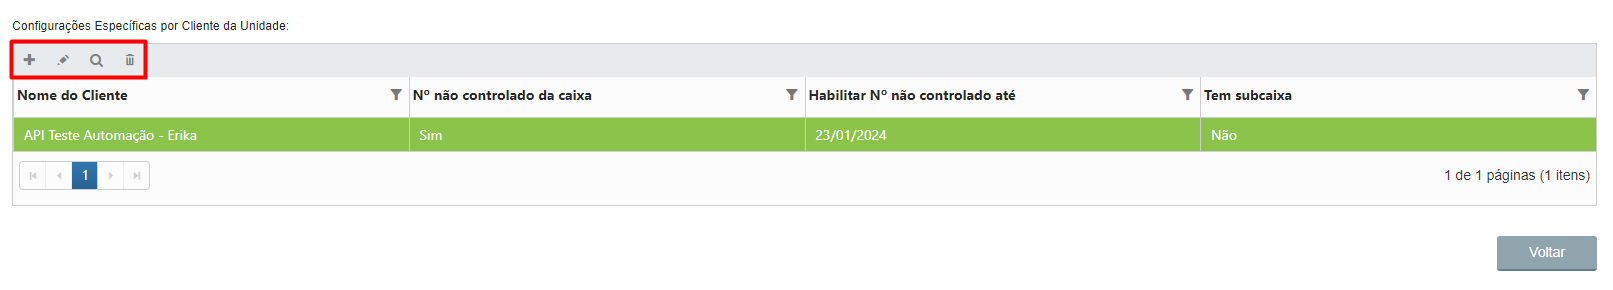 Configurações Específicas por Cliente da Unidade:
Nome do Cliente Nº não controlado da caixa Habilitar Nº não controlado até Tem subcaixa
API Teste Automação - Erika Sim 23/01/2024 Não
1 1 de 1 páginas (1 itens)
Voltar